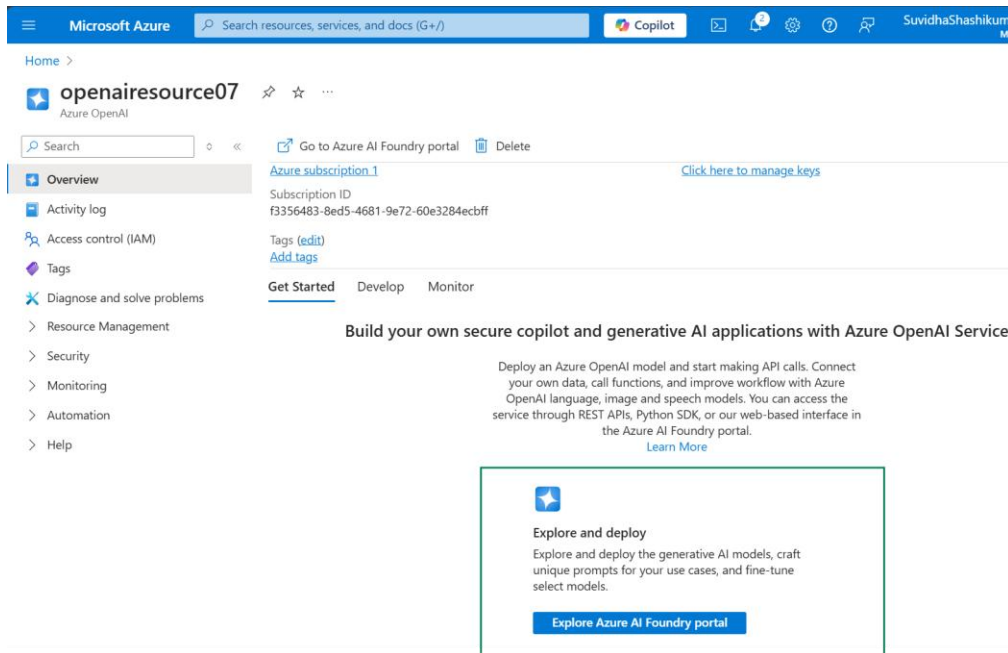 Microsoft Azure
Search resources, services, and docs (G+/)
Copilot
2
SuvidhaShashikum
M
Home >
openairesource07
Azure OpenAI
Search
Go to Azure AI Foundry portal
Delete
Overview
Activity log
Access control (IAM)
Tags
Diagnose and solve problems
Resource Management
Security
Monitoring
Automation
Help
Azure subscription 1
Click here to manage keys
Subscription ID
f3356483-8ed5-4681-9e72-60e3284ecbff
Tags (edit)
Add tags
Get Started
Develop
Monitor
Build your own secure copilot and generative AI applications with Azure OpenAI Service
Deploy an Azure OpenAI model and start making API calls. Connect
your own data, call functions, and improve workflow with Azure
OpenAI language, image and speech models. You can access the
service through REST APIs, Python SDK, or our web-based interface in
the Azure AI Foundry portal.
Learn More
Explore and deploy
Explore and deploy the generative AI models, craft
unique prompts for your use cases, and fine-tune
select models.
Explore Azure AI Foundry portal